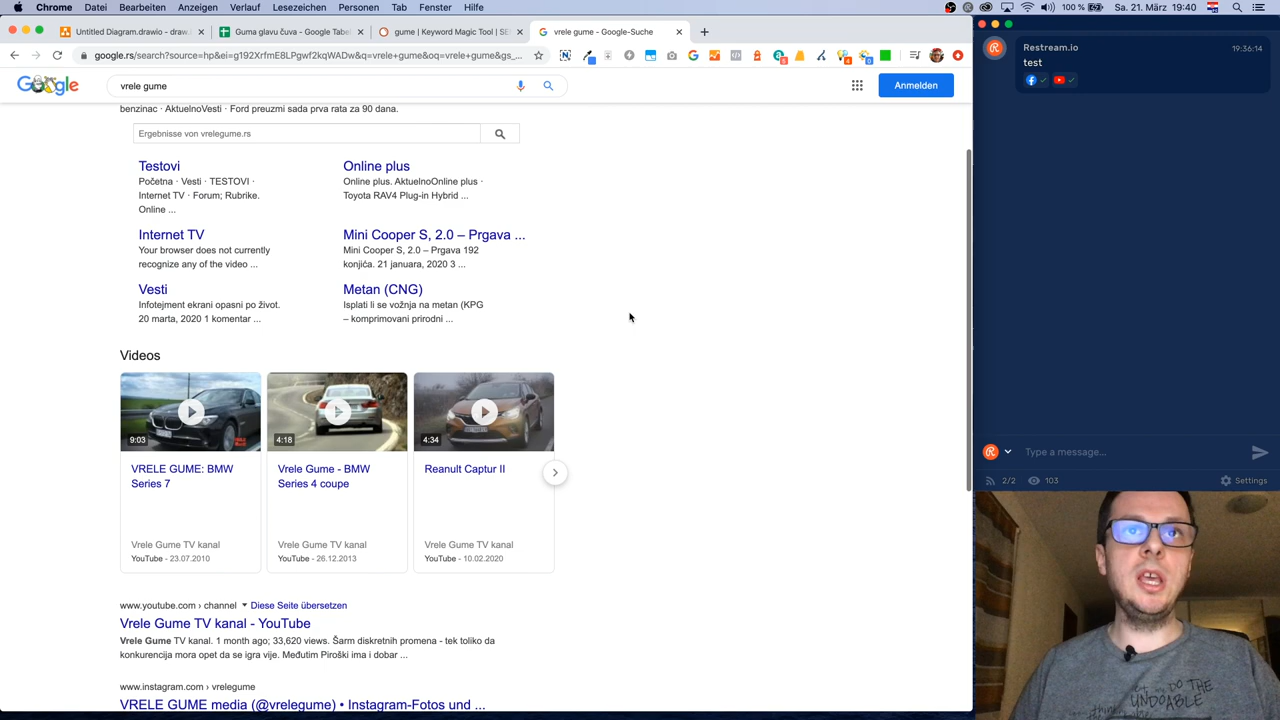 Chrome Datei Bearbeiten Anzeigen Verlauf Lesezeichen Personen Tab Fenster Hilfe
100 % Sa. 21. März 19:40
Untitled Diagram.drawio - draw.
Guma glavu čuva - Google Tabel
gume | Keyword Magic Tool | SE
vrele gume - Google-Suche
google.rs/search?source=hp&ei=
Google
vrele gume
Anmelden
benzinac · AktuelnoVesti · Ford preuzmi sada prva rata za 90 dana.
Ergebnisse von vrelegume.rs
Testovi
Početna · Vesti · TESTOVI ·
Internet TV · Forum; Rubrike.
Online ...
Online plus
Online plus. AktuelnoOnline plus ·
Toyota RAV4 Plug-in Hybrid ...
Internet TV
Your browser does not currently
recognize any of the video ...
Mini Cooper S, 2.0 – Prgava ...
Mini Cooper S, 2.0 – Prgava 192
konjića. 21 januara, 2020 3 ...
Vesti
Infotejment ekrani opasni po život.
20 marta, 2020 1 komentar ...
Metan (CNG)
Isplati li se vožnja na metan (KPG
– komprimovani prirodni ...
Videos
9:03
4:18
4:34
VRELE GUME: BMW
Series 7
Vrele Gume TV kanal
YouTube - 23.07.2010
Vrele Gume - BMW
Series 4 coupe
Vrele Gume TV kanal
YouTube - 26.12.2013
Reanult Captur II
Vrele Gume TV kanal
YouTube - 10.02.2020
www.youtube.com › channel ▼ Diese Seite übersetzen
Vrele Gume TV kanal - YouTube
Vrele Gume TV kanal. 1 month ago; 33,620 views. Šarm diskretnih promena - tek toliko da
konkurencija mora opet da se igra vije. Međutim Piroški ima i dobar ...
www.instagram.com › vrelegume
VRELE GUME media (@vrelegume) • Instagram-Fotos und ...
Restream.io 19:36:14
test
Type a message...
2/2 103 Settings
DO THE
UNDOABLE